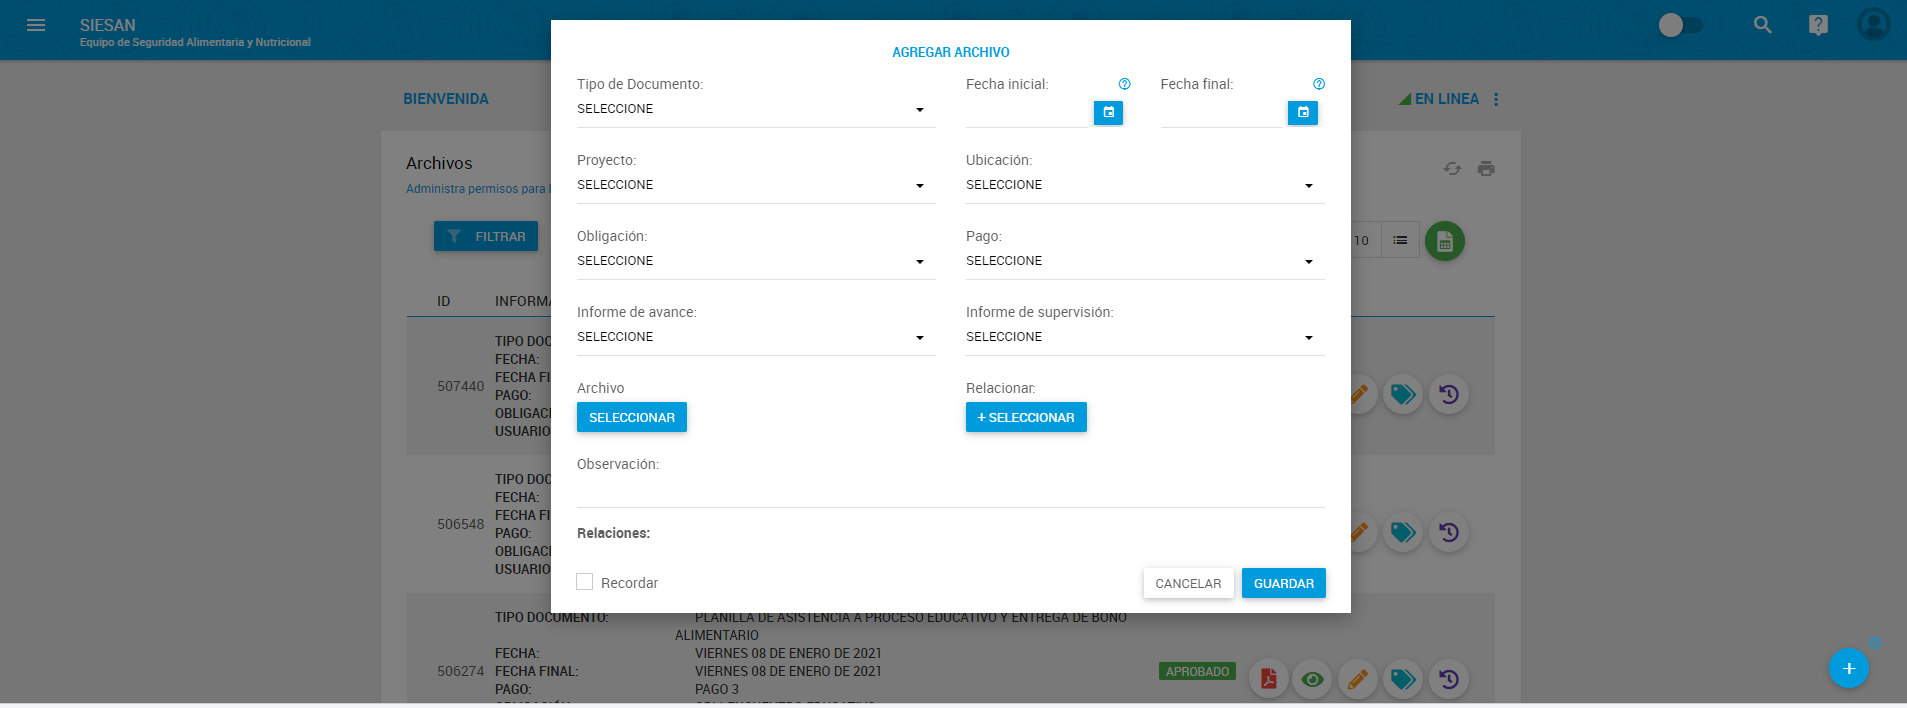 SIESAN
Equipo de Seguridad Alimentaria y Nutricional
BIENVENIDA
EN LINEA
Archivos
Administra permisos para
FILTRAR
10
ID INFORMA
AGREGAR ARCHIVO
Tipo de Documento: Fecha inicial: Fecha final:
SELECCIONE
Proyecto: Ubicación:
SELECCIONE SELECCIONE
Obligación: Pago:
SELECCIONE SELECCIONE
Informe de avance: Informe de supervisión:
SELECCIONE SELECCIONE
Archivo Relacionar:
SELECCIONAR + SELECCIONAR
Observación:
Relaciones:
Recordar CANCELAR GUARDAR
507440
TIPO DOC
FECHA:
FECHA FI
PAGO:
OBLIGACI
USUARIO
506548
TIPO DOC
FECHA:
FECHA FI
PAGO:
OBLIGACI
USUARIO
506274
TIPO DOCUMENTO: PLANILLA DE ASISTENCIA A PROCESO EDUCATIVO Y ENTREGA DE BONO
ALIMENTARIO
FECHA: VIERNES 08 DE ENERO DE 2021
FECHA FINAL: VIERNES 08 DE ENERO DE 2021
PAGO: PAGO 3
APROBADO
+